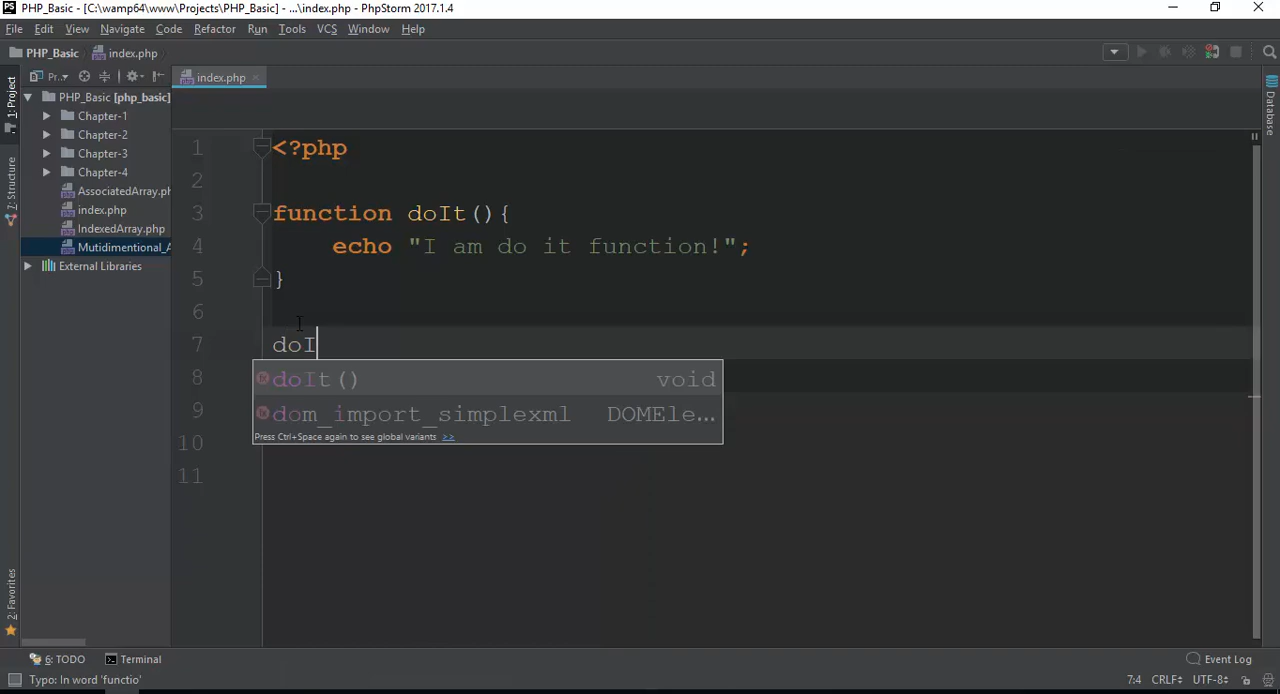 PHP_Basic - [C:\wamp64\www\Projects\PHP_Basic] - ...\index.php - PhpStorm 2017.1.4
File Edit View Navigate Code Refactor Run Tools VCS Window Help
PHP_Basic index.php
1: Project
Pr..
index.php
PHP_Basic [php_basic]
Chapter-1
Chapter-2
Chapter-3
Chapter-4
AssociatedArray.ph
index.php
IndexedArray.php
Mutidimentional_A
External Libraries
7: Structure
2: Favorites
Database
1 <?php
2
3 function doIt(){
4 echo "I am do it function!";
5 }
6
7 doI
8 doIt() void
9 dom_import_simplexml DOMEle...
Press Ctrl+Space again to see global variants >>
10
11
6: TODO Terminal Event Log
Typo: In word 'functio' 7:4 CRLF UTF-8